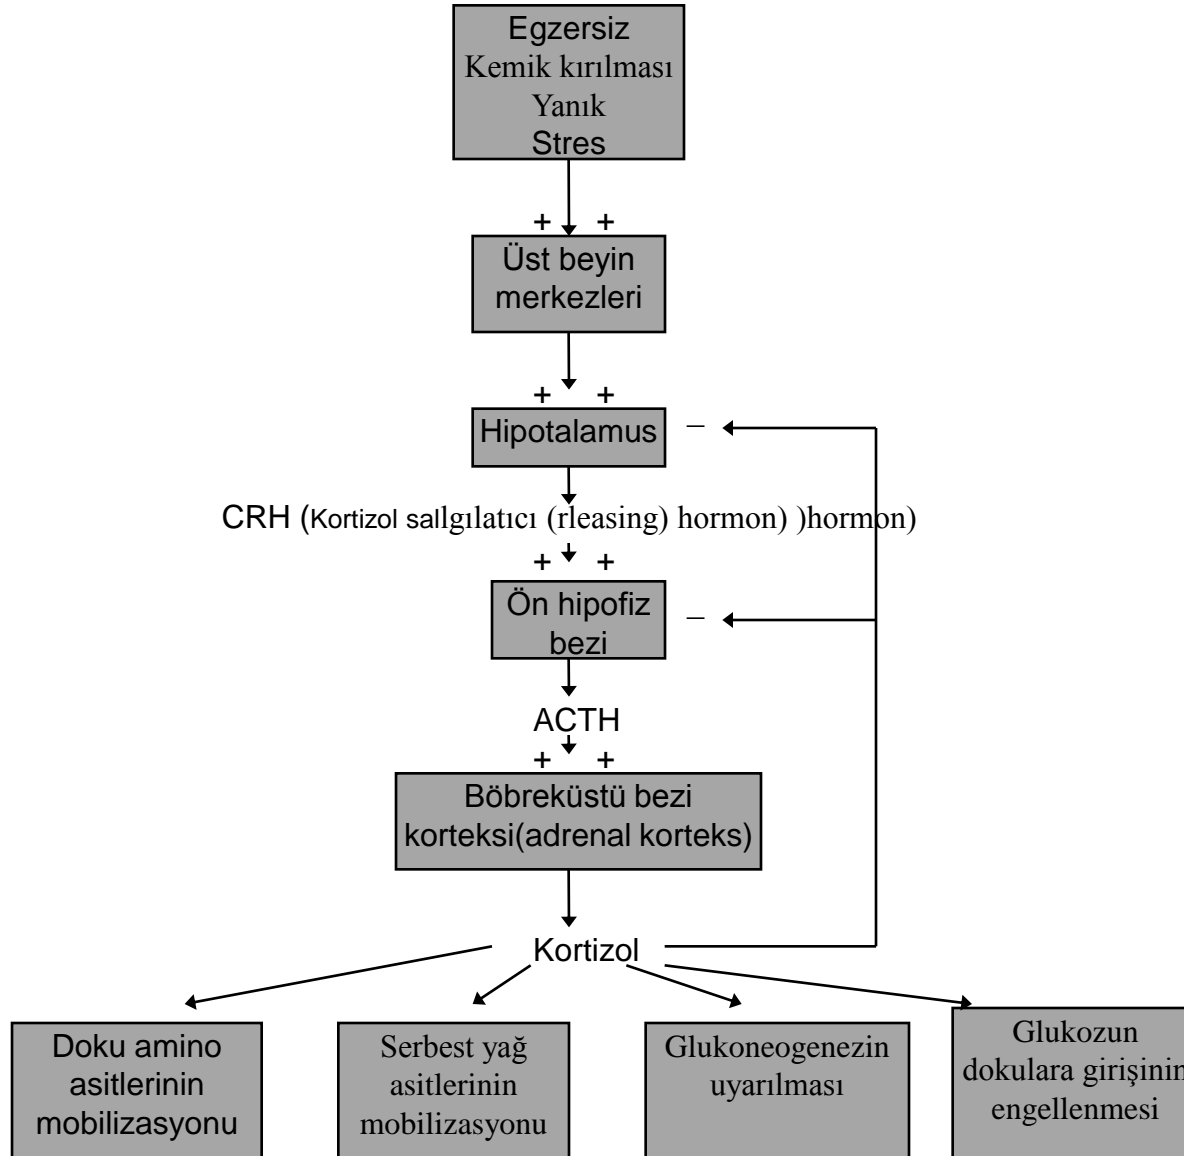 Egzersiz
Kemik kırılması
Yanık
Stres
+ +
Üst beyin
merkezleri
+ +
Hipotalamus
–
CRH (Kortizol sallgılatıcı (rleasing) hormon) )hormon)
+ +
Ön hipofiz
bezi
–
ACTH
+ +
Böbreküstü bezi
korteksi(adrenal korteks)
Kortizol
Doku amino
asitlerinin
mobilizasyonu
Serbest yağ
asitlerinin
mobilizasyonu
Glukoneogenezin
uyarılması
Glukozun
dokulara girişinin
engellenmesi